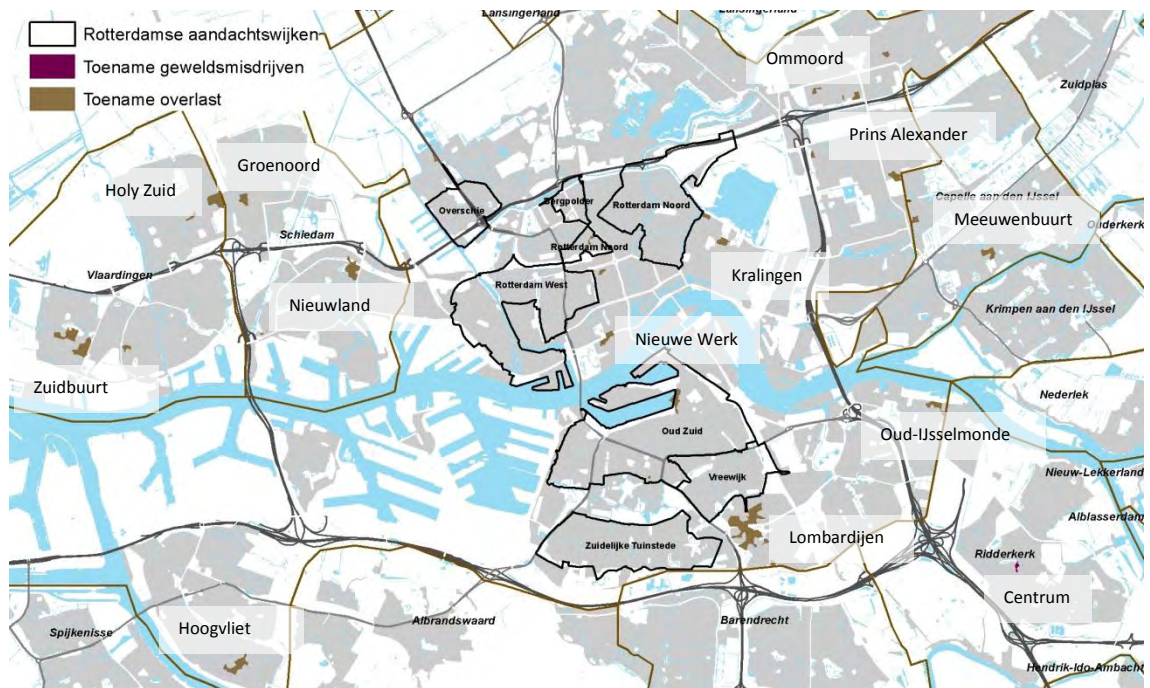 Rotterdamse aandachtswijken
Toename geweldsmisdrijven
Toename overlast
Lansingerland
Lansingerland
Ommoord
Zuidplas
Prins Alexander
Groenoord
Holy Zuid
Capelle aan den IJssel
Meeuwenbuurt
Ouderkerk
Overschie
Bergpolder
Rotterdam Noord
Schiedam
Rotterdam Noord
Vlaardingen
Kralingen
Rotterdam West
Nieuwland
Krimpen aan den IJssel
Nieuwe Werk
Zuidbuurt
Nederlek
Oud Zuid
Oud-IJsselmonde
Nieuw-Lekkerland
Vreewijk
Alblasserdam
Lombardijen
Zuidelijke Tuinstede
Ridderkerk
Centrum
Albrandswaard
Barendrecht
Hoogvliet
Spijkenisse
Hendrik-Ido-Ambacht